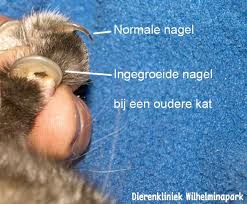 Normale nagel
Ingegroeide nagel
bij een oudere kat
Dierenkliniek Wilhelminapark